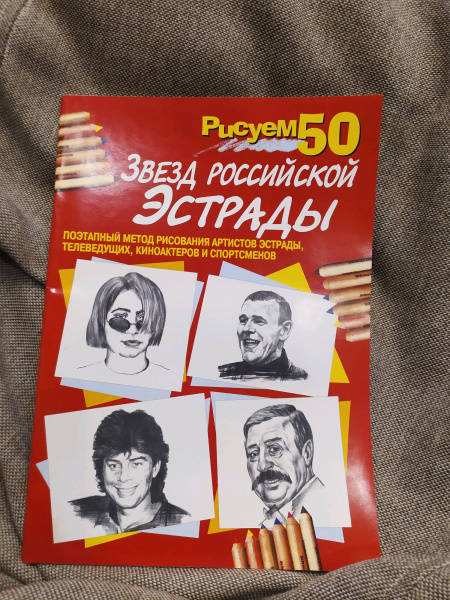 Рисуем 50
ЗВЕЗД РОССИЙСКОЙ
ЭСТРАДЫ
ПОЭТАПНЫЙ МЕТОД РИСОВАНИЯ АРТИСТОВ ЭСТРАДЫ,
ТЕЛЕВЕДУЩИХ, КИНОАКТЕРОВ И СПОРТСМЕНОВ